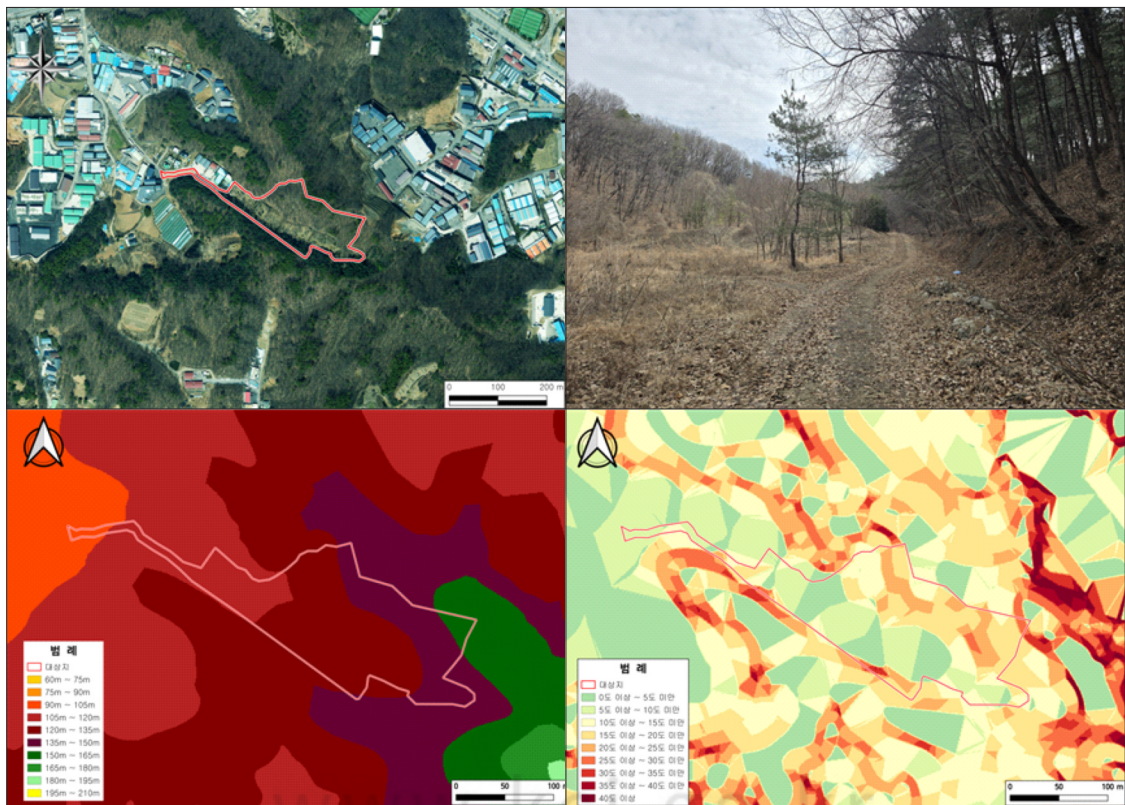 0 100 200 m
범 례
대상지
60m ~ 75m
75m ~ 90m
90m ~ 105m
105m ~ 120m
120m ~ 135m
135m ~ 150m
150m ~ 165m
165m ~ 180m
180m ~ 195m
195m ~ 210m
0 50 100 m
범 례
대상지
0도 이상 ~ 5도 미만
5도 이상 ~ 10도 미만
10도 이상 ~ 15도 미만
15도 이상 ~ 20도 미만
20도 이상 ~ 25도 미만
25도 이상 ~ 30도 미만
30도 이상 ~ 35도 미만
35도 이상 ~ 40도 미만
40도 이상
0 50 100 m